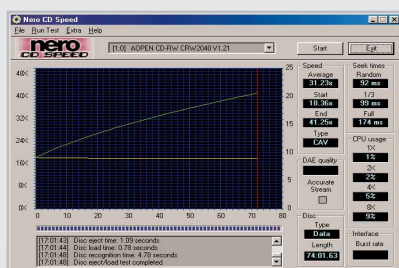 Nero CD Speed
File Run Test Extra Help
nero
CD SPEED
[1:0] AOPEN CD-RW CRW2040 V1.21
Start
Exit
48X
40X
32X
24X
16X
8X
0X
25
20
15
10
5
0
0 10 20 30 40 50 60 70 80
Speed
Average
31.23x
Start
18.36x
End
41.25x
Type
CAV
DAE quality
Accurate
Stream
Disc
Type
Data
Length
74:01.63
Seek times
Random
92 ms
1/3
99 ms
Full
174 ms
CPU usage
1X
1%
2X
2%
4X
5%
8X
9%
Interface
Burst rate
[17:01:43] Disc eject time: 1.09 seconds
[17:01:44] Disc load time: 0.78 seconds
[17:01:48] Disc recognition time: 4.78 seconds
[17:01:48] Disc eject/load test completed